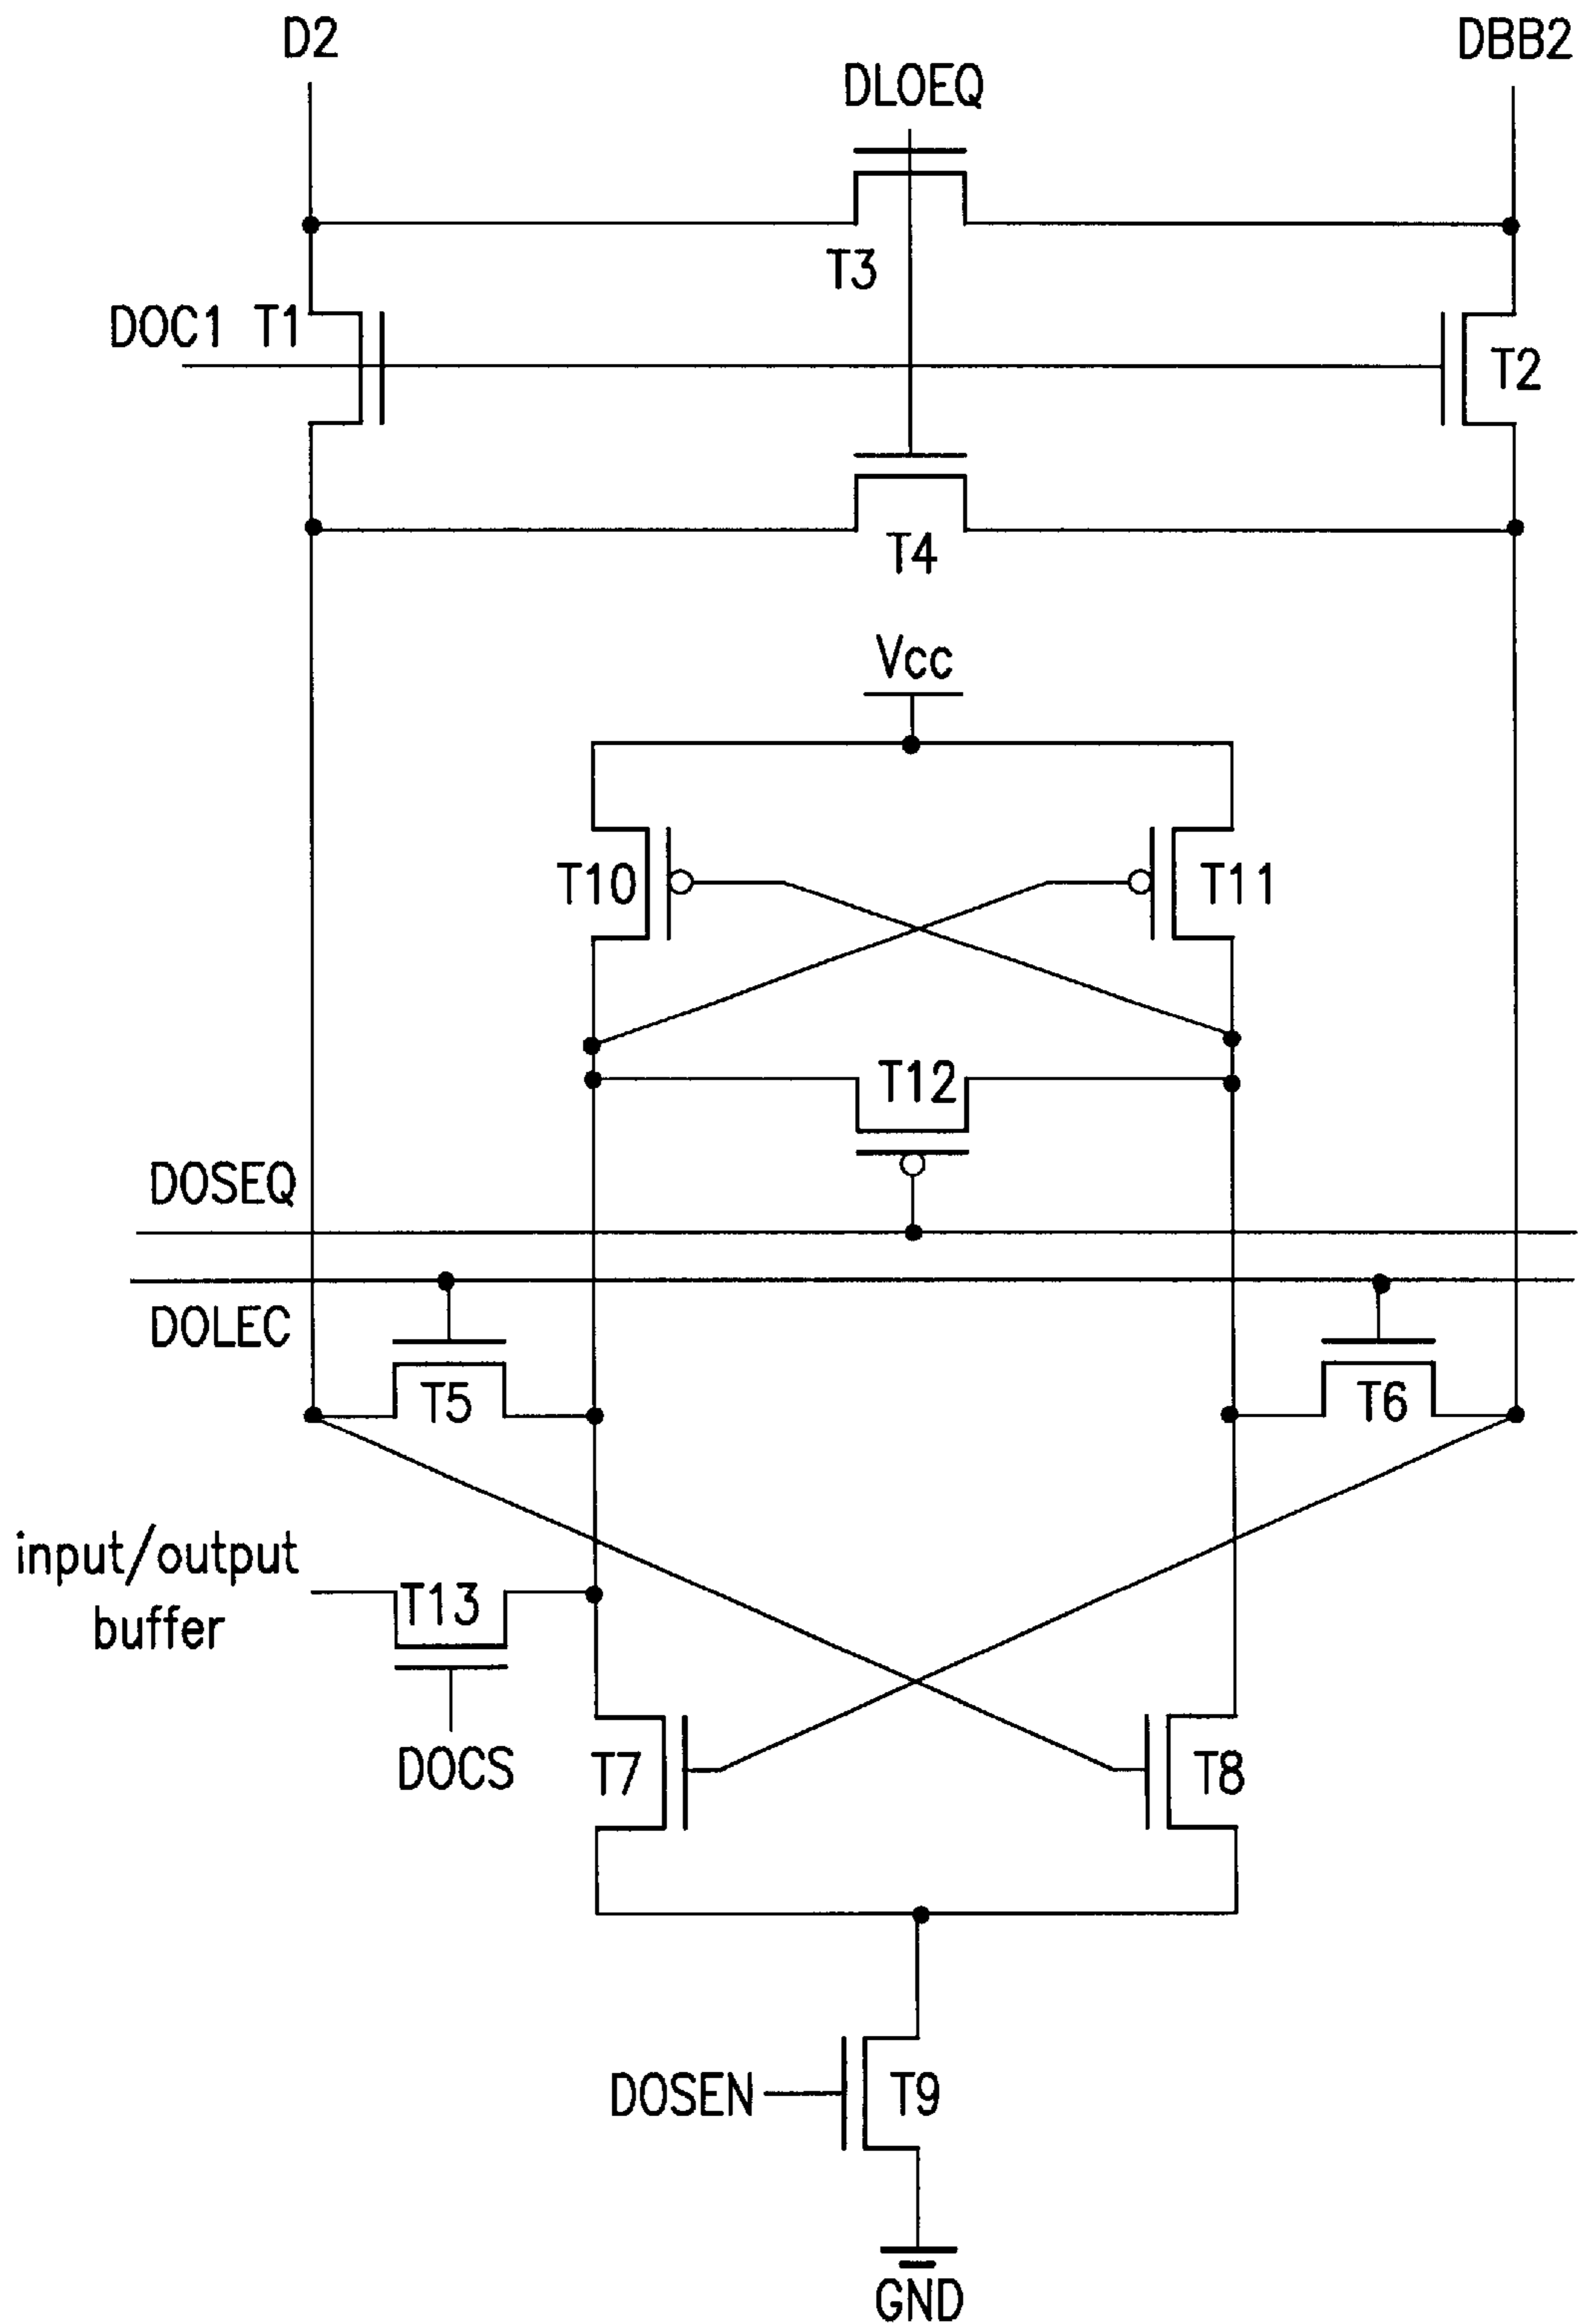 D2
DBB2
DLOEQ
T3
DOC1 T1
T2
T4
Vcc
T10
T11
T12
DOSEQ
DOLEC
T5
T6
input/output
buffer
T13
DOCS
T7
T8
DOSEN
T9
GND